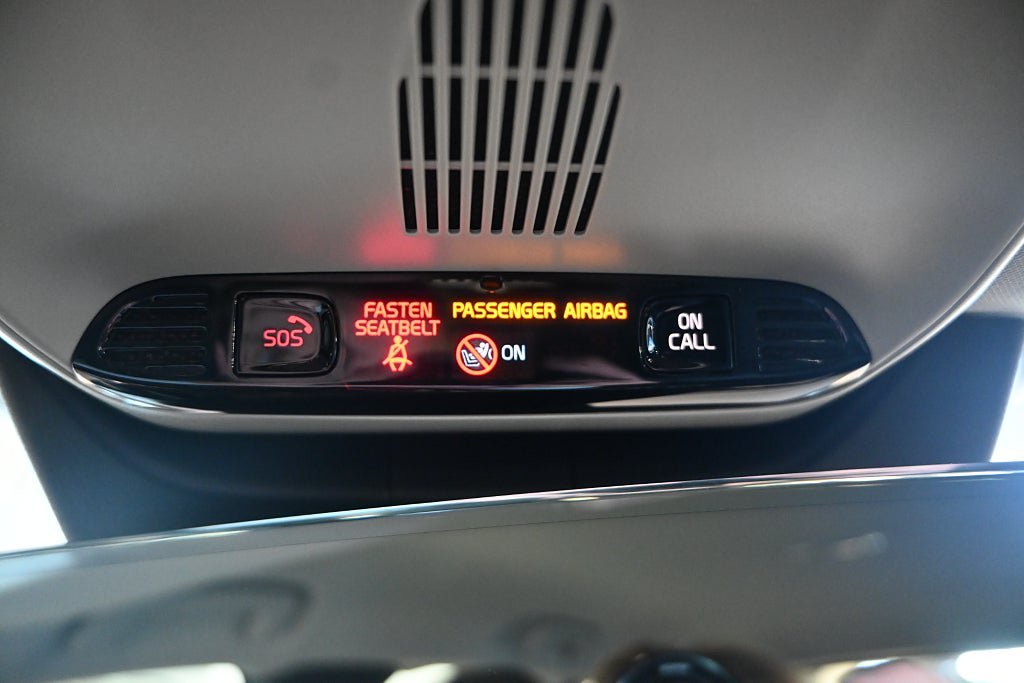 SOS
FASTEN
SEATBELT
PASSENGER AIRBAG
ON
ON
CALL